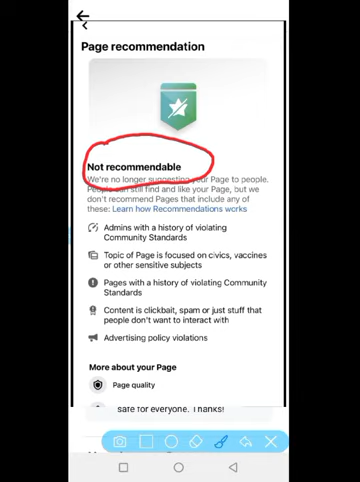 Page recommendation
Not recommendable
We're no longer suggesting your Page to people.
People can still find and like your Page, but we
don't recommend Pages that include any of
these: Learn how Recommendations works
Admins with a history of violating
Community Standards
Topic of Page is focused on civics, vaccines
or other sensitive subjects
Pages with a history of violating Community
Standards
Content is clickbait, spam or just stuff that
people don't want to interact with
Advertising policy violations
More about your Page
Page quality
safe for everyone. Thanks!